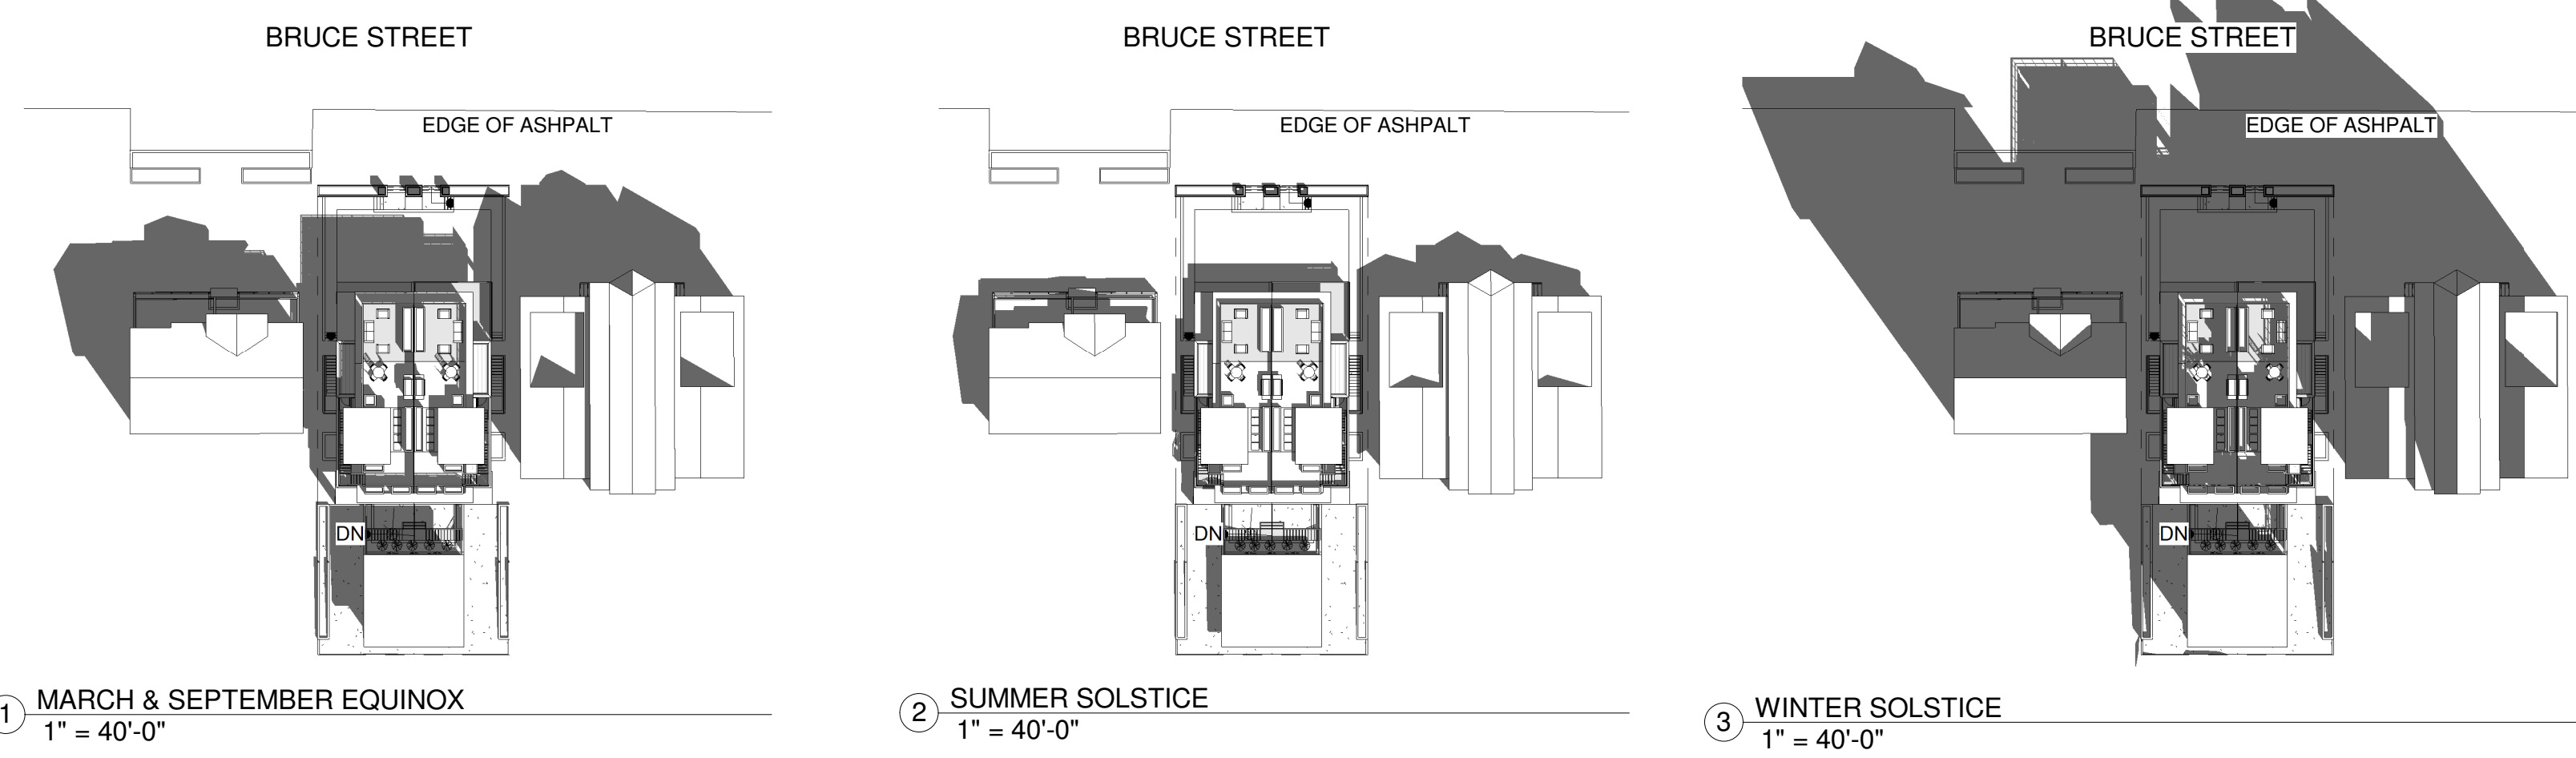 BRUCE STREET
EDGE OF ASHPALT
DN
1 MARCH & SEPTEMBER EQUINOX
1" = 40'-0"
BRUCE STREET
EDGE OF ASHPALT
DN
2 SUMMER SOLSTICE
1" = 40'-0"
BRUCE STREET
EDGE OF ASHPALT
DN
3 WINTER SOLSTICE
1" = 40'-0"